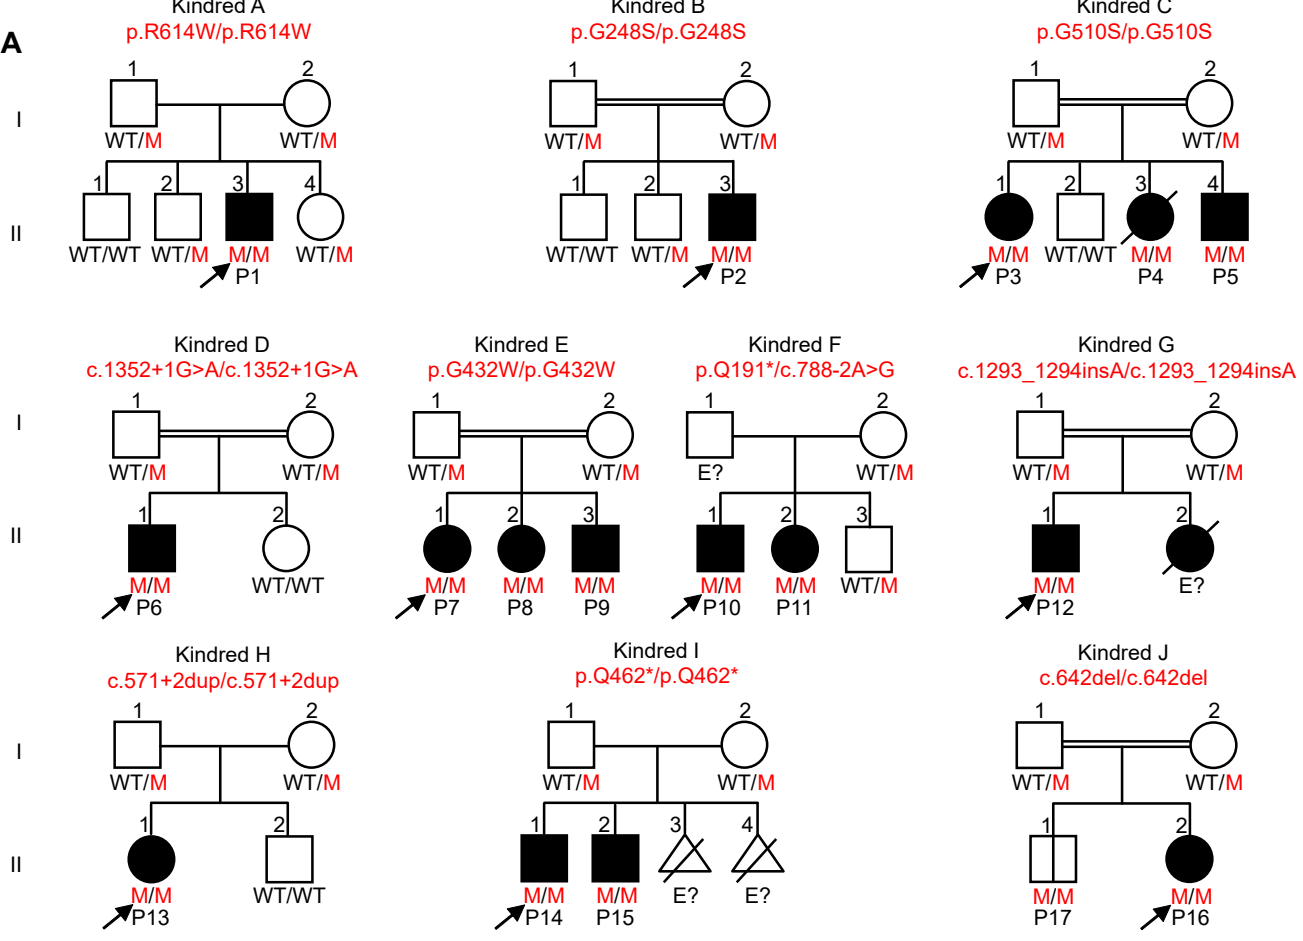 A
Kindred A
p.R614W/p.R614W
Kindred B
p.G248S/p.G248S
Kindred C
p.G510S/p.G510S
I
1 2
WT/M WT/M
1 2
WT/M WT/M
1 2
WT/M WT/M
II
1 2 3 4
WT/WT WT/M M/M WT/M
P1
1 2 3
WT/WT WT/M M/M
P2
1 2 3 4
M/M WT/WT M/M M/M
P3 P4 P5
Kindred D
c.1352+1G>A/c.1352+1G>A
Kindred E
p.G432W/p.G432W
Kindred F
p.Q191*/c.788-2A>G
Kindred G
c.1293_1294insA/c.1293_1294insA
I
1 2
WT/M WT/M
1 2
WT/M WT/M
1 2
E? WT/M
1 2
WT/M WT/M
II
1 2
M/M WT/WT
P6
1 2 3
M/M M/M M/M
P7 P8 P9
1 2 3
M/M M/M WT/M
P10 P11
1 2
M/M E?
P12
Kindred H
c.571+2dup/c.571+2dup
Kindred I
p.Q462*/p.Q462*
Kindred J
c.642del/c.642del
I
1 2
WT/M WT/M
1 2
WT/M WT/M
1 2
WT/M WT/M
II
1 2
M/M WT/WT
P13
1 2 3 4
M/M M/M E? E?
P14 P15
1 2
M/M M/M
P17 P16